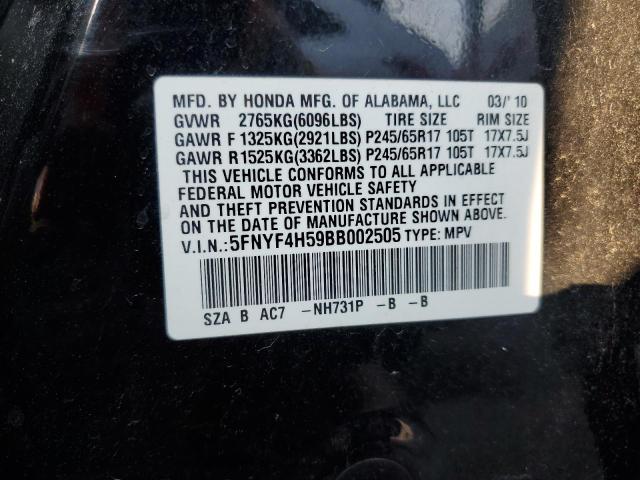 MFD. BY HONDA MFG. OF ALABAMA, LLC 03/'10
GVWR 2765KG(6096LBS) TIRE SIZE RIM SIZE
GAWR F 1325KG(2921LBS) P245/65R17 105T 17X7.5J
GAWR R1525KG(3362LBS) P245/65R17 105T 17X7.5J
THIS VEHICLE CONFORMS TO ALL APPLICABLE
FEDERAL MOTOR VEHICLE SAFETY
AND THEFT PREVENTION STANDARDS IN EFFECT
ON THE DATE OF MANUFACTURE SHOWN ABOVE.
V.I.N.:5FNYF4H59BB002505 TYPE: MPV
SZA B AC7 -NH731P -B -B